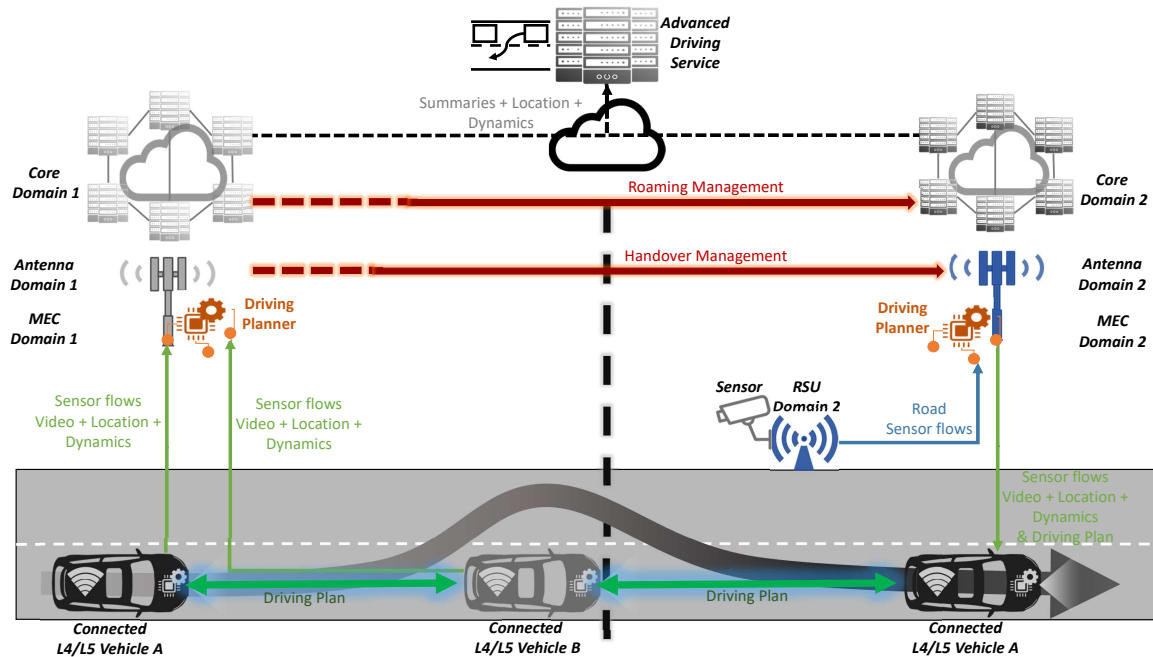 Advanced
Driving
Service
Summaries + Location +
Dynamics
Core
Domain 1
Roaming Management
Core
Domain 2
Antenna
Domain 1
Handover Management
Antenna
Domain 2
MEC
Domain 1
Driving
Planner
Driving
Planner
MEC
Domain 2
Sensor flows
Video + Location +
Dynamics
Sensor flows
Video + Location +
Dynamics
Sensor
RSU
Domain 2
Road
Sensor flows
Sensor flows
Video + Location +
Dynamics
& Driving Plan
Driving Plan
Driving Plan
Connected
L4/L5 Vehicle A
Connected
L4/L5 Vehicle B
Connected
L4/L5 Vehicle A